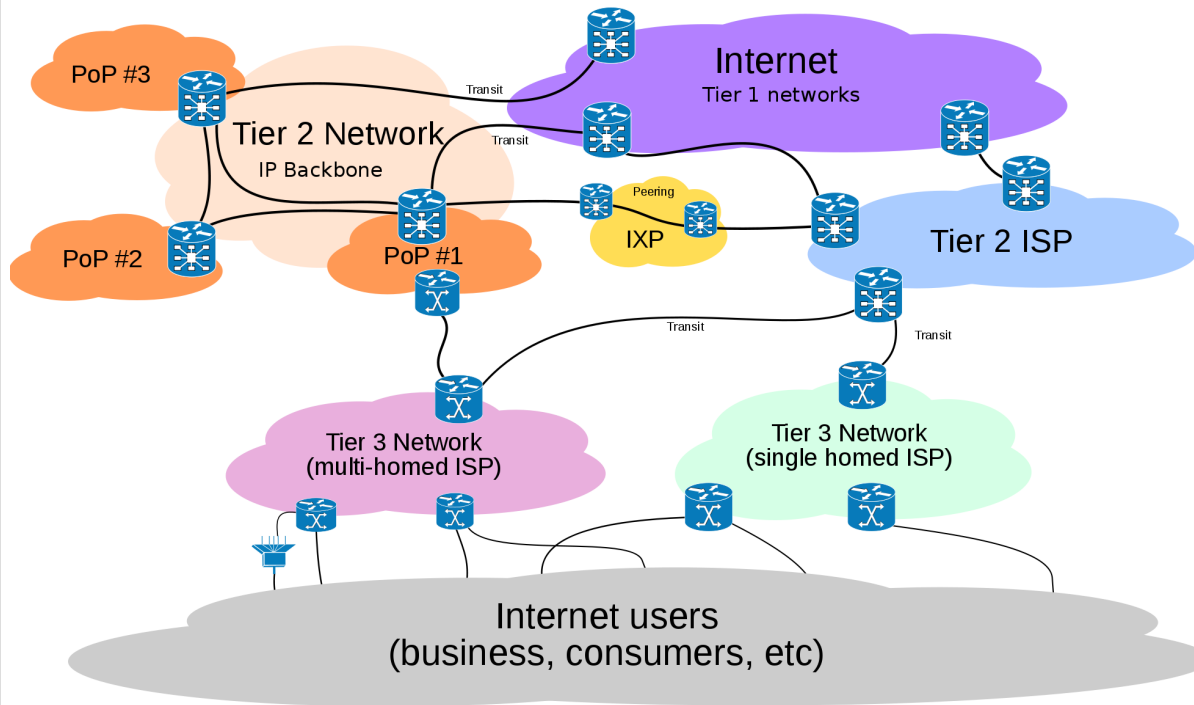 PoP #3
Internet
Tier 1 networks
Transit
Tier 2 Network
IP Backbone
Transit
Peering
IXP
Tier 2 ISP
PoP #2
PoP #1
Transit
Transit
Tier 3 Network
(multi-homed ISP)
Tier 3 Network
(single homed ISP)
Internet users
(business, consumers, etc)